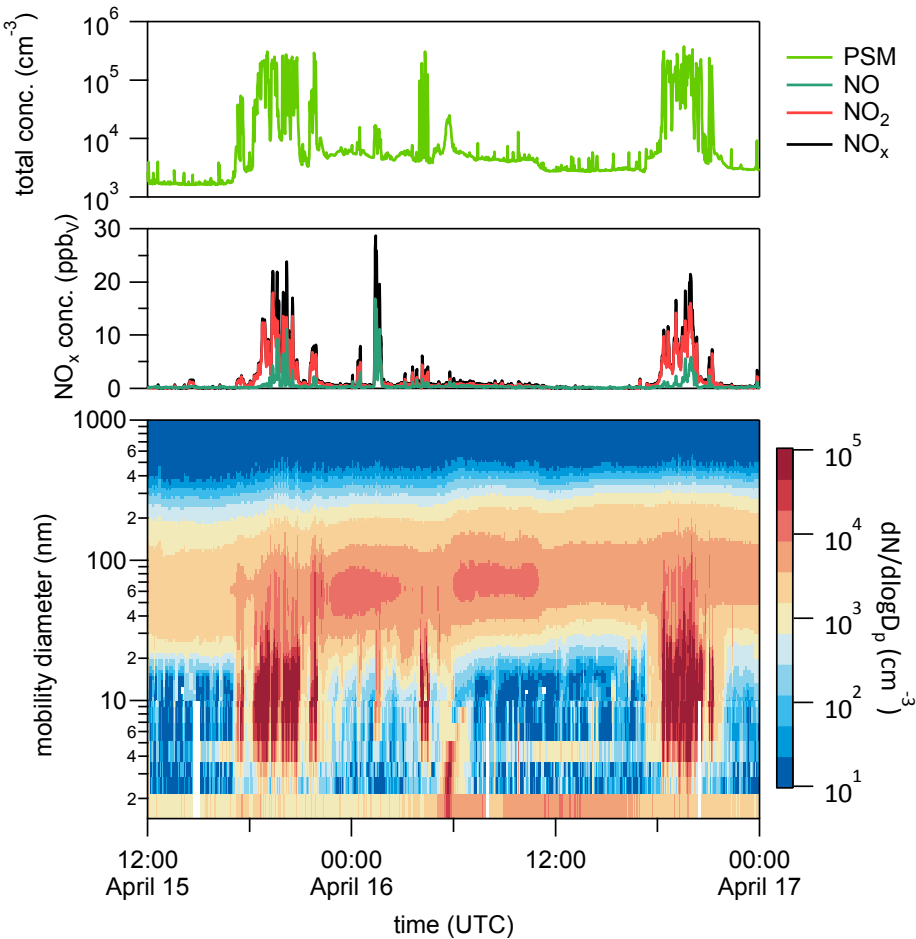 total conc. (cm-3)
10^6
10^5
10^4
10^3
PSM
NO
NO2
NOx
NOx conc. (ppbV)
30
20
10
0
mobility diameter (nm)
1000
6
4
2
100
6
4
2
10
6
4
2
10^5
10^4
10^3
10^2
10^1
dN/dlogDp (cm-3)
12:00
April 15
00:00
April 16
12:00
00:00
April 17
time (UTC)